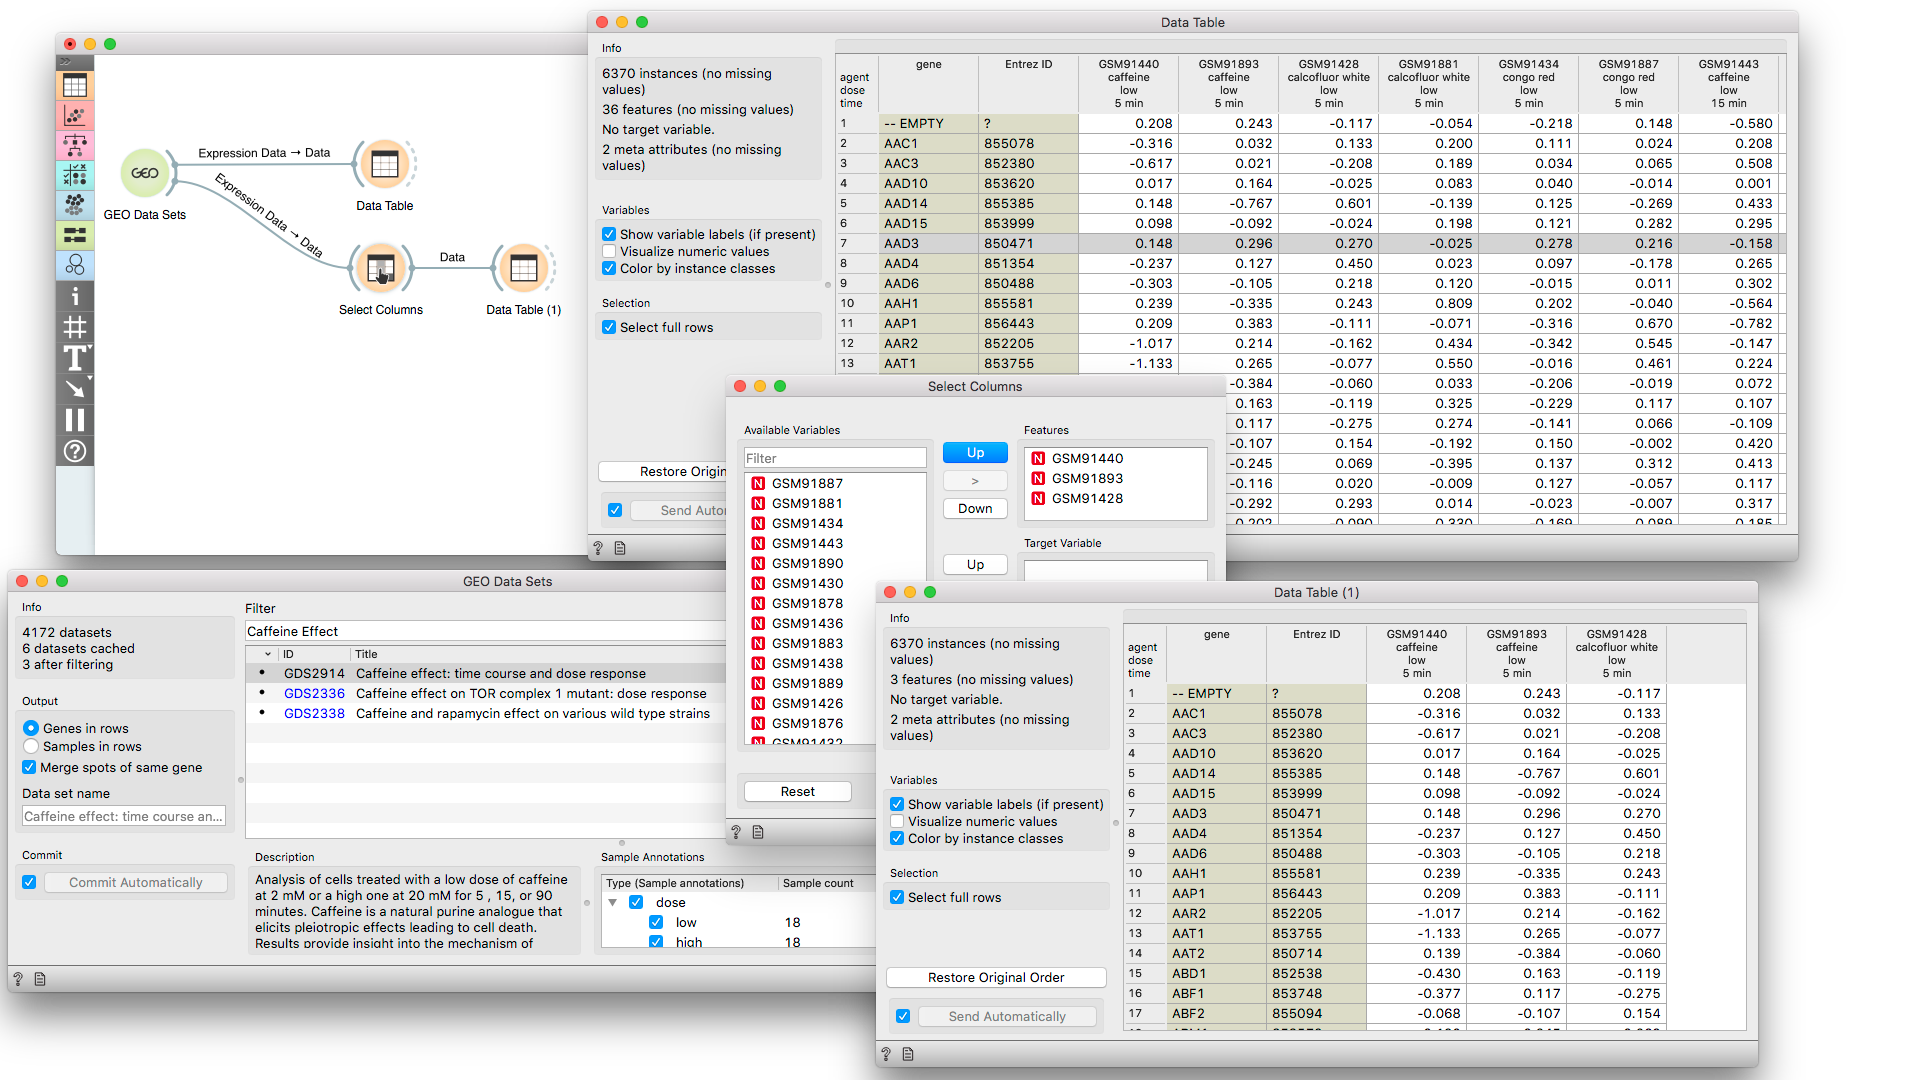 Expression Data → Data
GEO
GEO Data Sets
Data Table
Expression Data → Data
Data
Select Columns
Data Table (1)
Data Table
Info
6370 instances (no missing
values)
36 features (no missing values)
No target variable.
2 meta attributes (no missing
values)
Variables
Show variable labels (if present)
Visualize numeric values
Color by instance classes
Selection
Select full rows
Restore Origin
Send Auto
gene Entrez ID GSM91440 GSM91893 GSM91428 GSM91881 GSM91434 GSM91887 GSM91443
agent caffeine caffeine calcofluor white calcofluor white congo red congo red caffeine
dose low low low low low low low
time 5 min 5 min 5 min 5 min 5 min 5 min 15 min
1 -- EMPTY ? 0.208 0.243 -0.117 -0.054 -0.218 0.148 -0.580
2 AAC1 855078 -0.316 0.032 0.133 0.200 0.111 0.024 0.208
3 AAC3 852380 -0.617 0.021 -0.208 0.189 0.034 0.065 0.508
4 AAD10 853620 0.017 0.164 -0.025 0.083 0.040 -0.014 0.001
5 AAD14 855385 0.148 -0.767 0.601 -0.139 0.125 -0.269 0.433
6 AAD15 853999 0.098 -0.092 -0.024 0.198 0.121 0.282 0.295
7 AAD3 850471 0.148 0.296 0.270 -0.025 0.278 0.216 -0.158
8 AAD4 851354 -0.237 0.127 0.450 0.023 0.097 -0.178 0.265
9 AAD6 850488 -0.303 -0.105 0.218 0.120 -0.015 0.011 0.302
10 AAH1 855581 0.239 -0.335 0.243 0.809 0.202 -0.040 -0.564
11 AAP1 856443 0.209 0.383 -0.111 -0.071 -0.316 0.670 -0.782
12 AAR2 852205 -1.017 0.214 -0.162 0.434 -0.342 0.545 -0.147
13 AAT1 853755 -1.133 0.265 -0.077 0.550 -0.016 0.461 0.224
-0.384 -0.060 0.033 -0.206 -0.019 0.072
0.163 -0.119 0.325 -0.229 0.117 0.107
0.117 -0.275 0.274 -0.141 0.066 -0.109
-0.107 0.154 -0.192 0.150 -0.002 0.420
-0.245 0.069 -0.395 0.137 0.312 0.413
-0.116 0.020 -0.009 0.127 -0.057 0.117
-0.292 0.293 0.014 -0.023 -0.007 0.317
Select Columns
Available Variables
Filter
GSM91887
GSM91881
GSM91434
GSM91443
GSM91890
GSM91430
GSM91878
GSM91436
GSM91883
GSM91438
GSM91889
GSM91426
GSM91876
GSM91432
Reset
Up
>
Down
Up
Features
GSM91440
GSM91893
GSM91428
Target Variable
GEO Data Sets
Info
4172 datasets
6 datasets cached
3 after filtering
Output
Genes in rows
Samples in rows
Merge spots of same gene
Data set name
Caffeine effect: time course an...
Commit
Commit Automatically
Filter
Caffeine Effect
ID Title
GDS2914 Caffeine effect: time course and dose response
GDS2336 Caffeine effect on TOR complex 1 mutant: dose response
GDS2338 Caffeine and rapamycin effect on various wild type strains
Description
Analysis of cells treated with a low dose of caffeine
at 2 mM or a high one at 20 mM for 5 , 15, or 90
minutes. Caffeine is a natural purine analogue that
elicits pleiotropic effects leading to cell death.
Results provide insight into the mechanism of
Sample Annotations
Type (Sample annotations) Sample count
dose
low 18
high 18
Data Table (1)
Info
6370 instances (no missing
values)
3 features (no missing values)
No target variable.
2 meta attributes (no missing
values)
Variables
Show variable labels (if present)
Visualize numeric values
Color by instance classes
Selection
Select full rows
Restore Original Order
Send Automatically
gene Entrez ID GSM91440 GSM91893 GSM91428
agent caffeine caffeine calcofluor white
dose low low low
time 5 min 5 min 5 min
1 -- EMPTY ? 0.208 0.243 -0.117
2 AAC1 855078 -0.316 0.032 0.133
3 AAC3 852380 -0.617 0.021 -0.208
4 AAD10 853620 0.017 0.164 -0.025
5 AAD14 855385 0.148 -0.767 0.601
6 AAD15 853999 0.098 -0.092 -0.024
7 AAD3 850471 0.148 0.296 0.270
8 AAD4 851354 -0.237 0.127 0.450
9 AAD6 850488 -0.303 -0.105 0.218
10 AAH1 855581 0.239 -0.335 0.243
11 AAP1 856443 0.209 0.383 -0.111
12 AAR2 852205 -1.017 0.214 -0.162
13 AAT1 853755 -1.133 0.265 -0.077
14 AAT2 850714 0.139 -0.384 -0.060
15 ABD1 852538 -0.430 0.163 -0.119
16 ABF1 853748 -0.377 0.117 -0.275
17 ABF2 855094 -0.068 -0.107 0.154